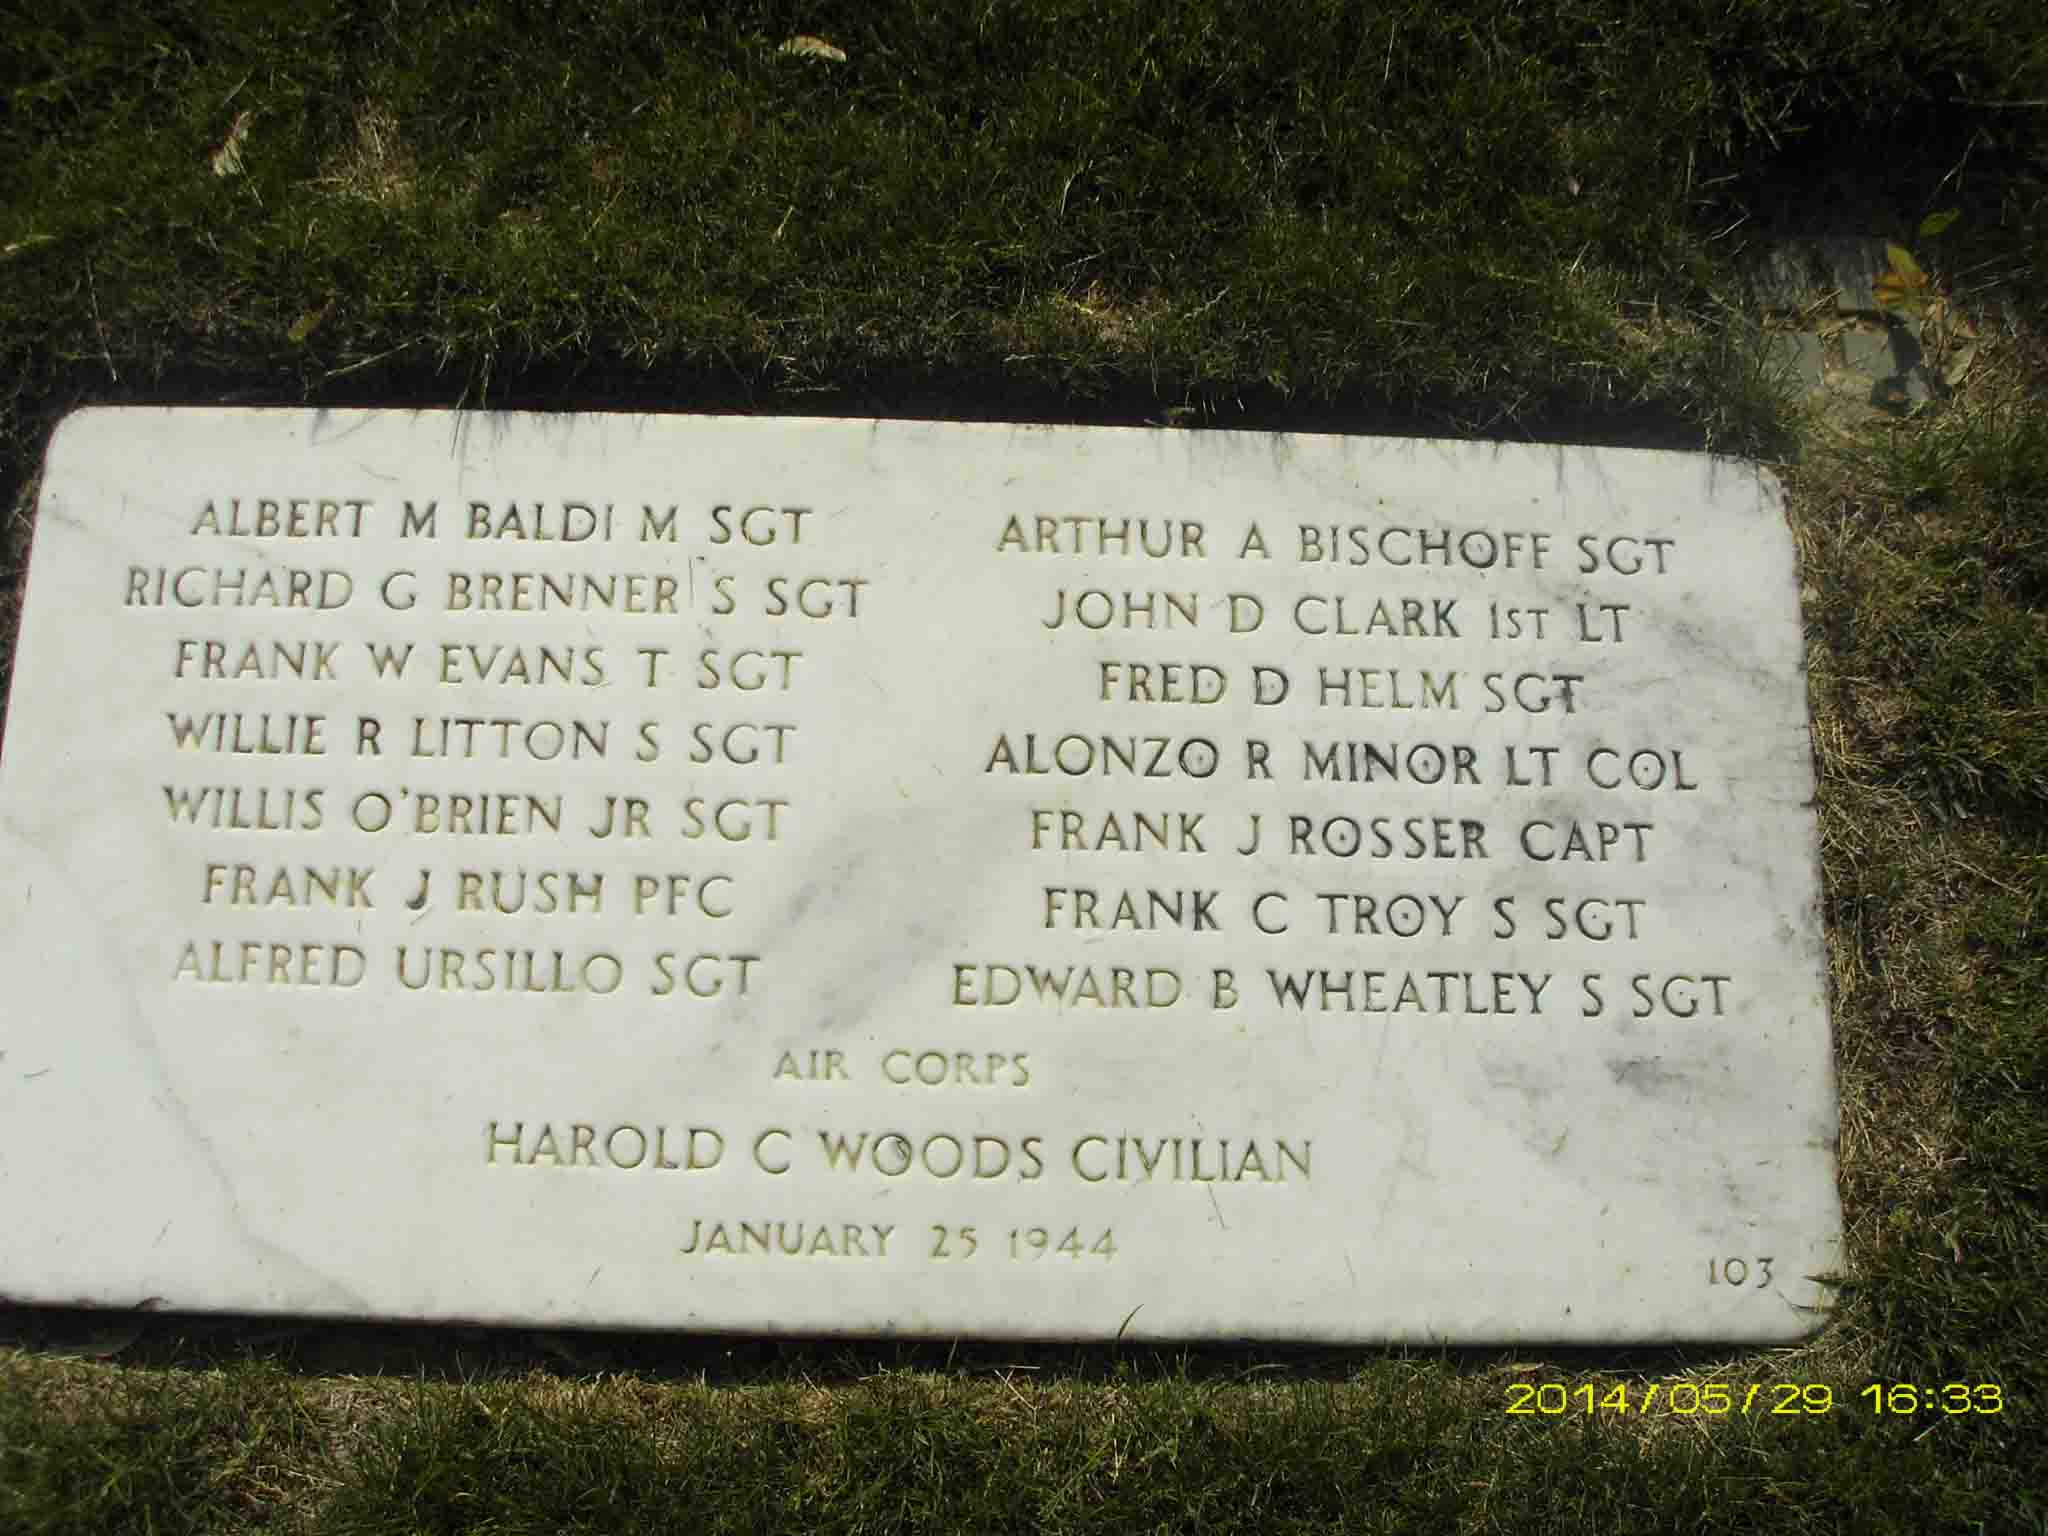 ALBERT M BALDI M SGT
RICHARD G BRENNER S SGT
FRANK W EVANS T SGT
WILLIE R LITTON S SGT
WILLIS O'BRIEN JR SGT
FRANK J RUSH PFC
ALFRED URSILLO SGT
ARTHUR A BISCHOFF SGT
JOHN D CLARK 1ST LT
FRED D HELM SGT
ALONZO R MINOR LT COL
FRANK J ROSSER CAPT
FRANK C TROY S SGT
EDWARD B WHEATLEY S SGT
AIR CORPS
HAROLD C WOODS CIVILIAN
JANUARY 25 1944
103
2014/05/29 16:33